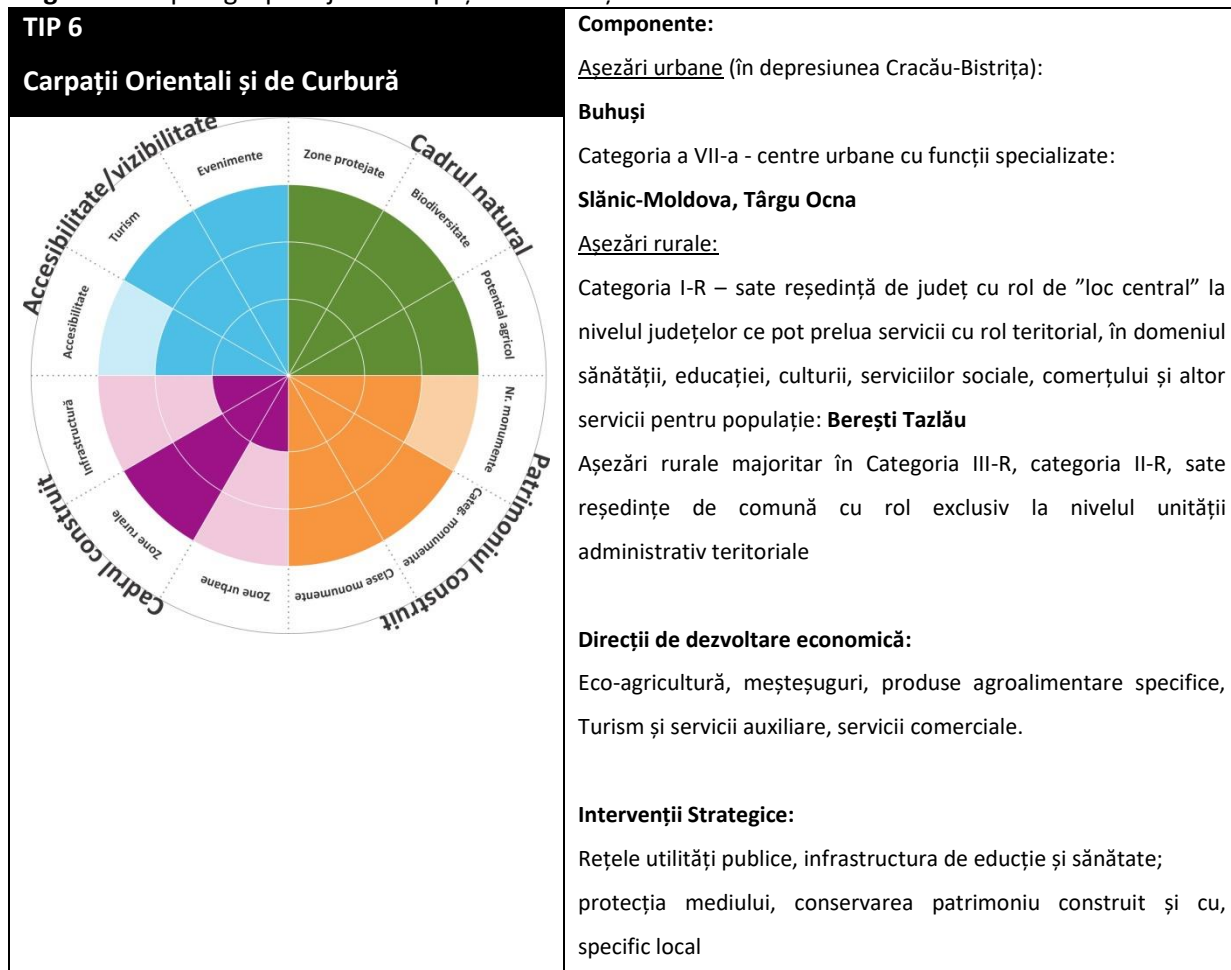 TIP 6
Carpații Orientali și de Curbură
Accesibilitate/vizibilitate
Cadrul natural
Patrimoniul construit
Cadrul construit
Evenimente
Zone protejate
Biodiversitate
Potential agricol
Nr. monumente
Categ. monumente
Clase monumente
Zone urbane
Zone rurale
Infrastructură
Accesibilitate
Turism
Componente:
Așezări urbane (în depresiunea Cracău-Bistrița):
Buhuși
Categoria a VII-a - centre urbane cu funcții specializate:
Slănic-Moldova, Târgu Ocna
Așezări rurale:
Categoria I-R – sate reședință de județ cu rol de ”loc central” la
nivelul județelor ce pot prelua servicii cu rol teritorial, în domeniul
sănătății, educației, culturii, serviciilor sociale, comerțului și altor
servicii pentru populație: Berești Tazlău
Așezări rurale majoritar în Categoria III-R, categoria II-R, sate
reședințe de comună cu rol exclusiv la nivelul unității
administrativ teritoriale
Direcții de dezvoltare economică:
Eco-agricultură, meșteșuguri, produse agroalimentare specifice,
Turism și servicii auxiliare, servicii comerciale.
Intervenții Strategice:
Rețele utilități publice, infrastructura de educție și sănătate;
protecția mediului, conservarea patrimoniu construit și cu,
specific local